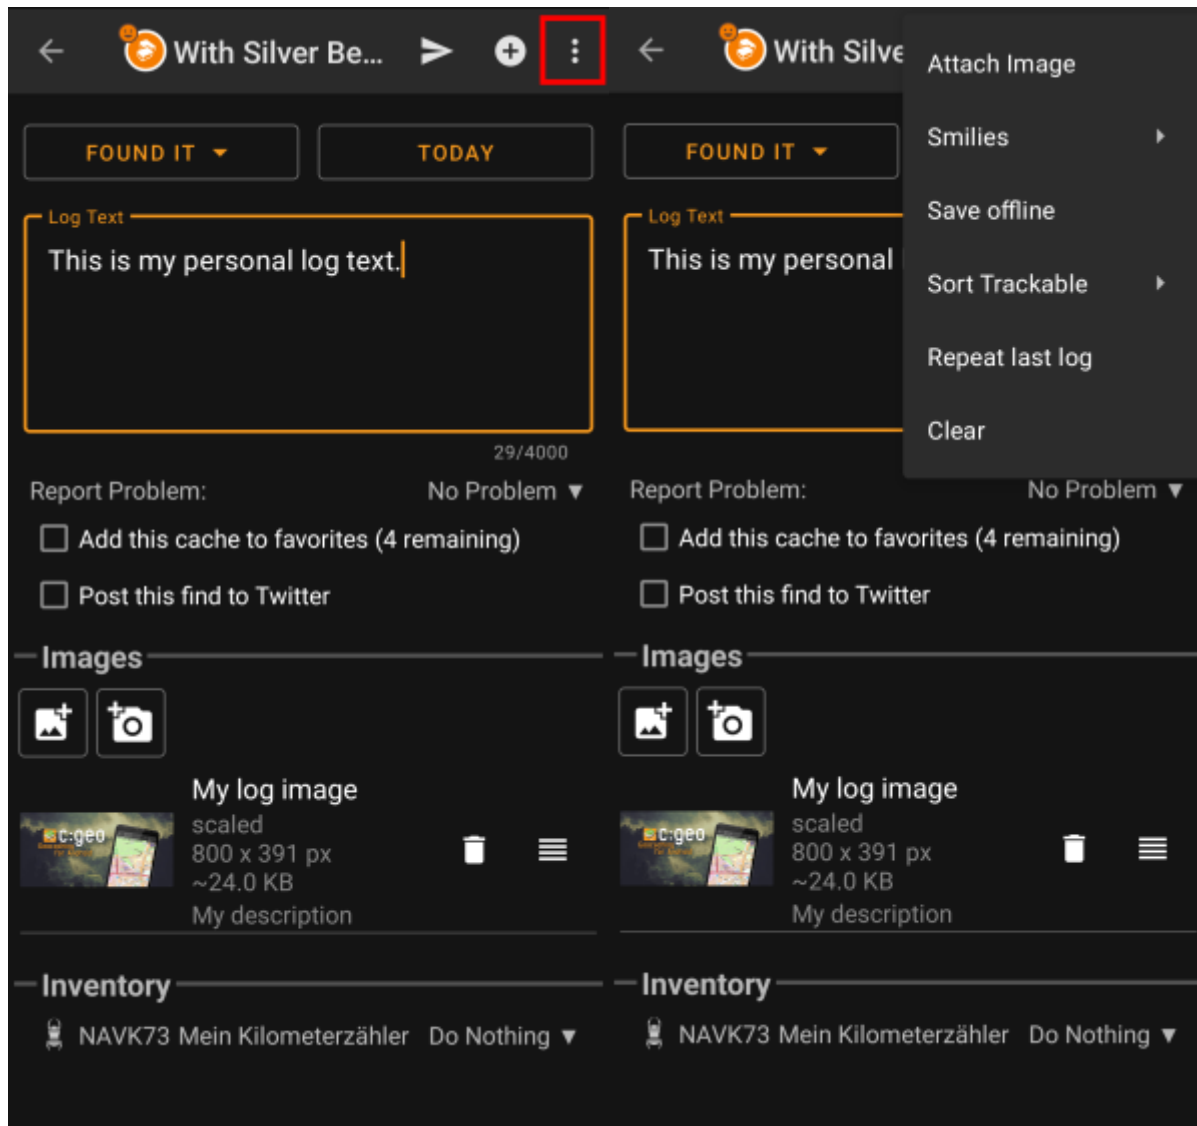 With Silver Be...
FOUND IT
TODAY
Log Text
This is my personal log text.
29/4000
Report Problem:
No Problem
Add this cache to favorites (4 remaining)
Post this find to Twitter
Images
My log image
c:geo
scaled
800 x 391 px
~24.0 KB
My description
Inventory
NAVK73 Mein Kilometerzähler
Do Nothing
With Silve
Attach Image
Smilies
Save offline
Sort Trackable
Repeat last log
Clear
FOUND IT
Log Text
This is my personal
Report Problem:
No Problem
Add this cache to favorites (4 remaining)
Post this find to Twitter
Images
My log image
c:geo
scaled
800 x 391 px
~24.0 KB
My description
Inventory
NAVK73 Mein Kilometerzähler
Do Nothing